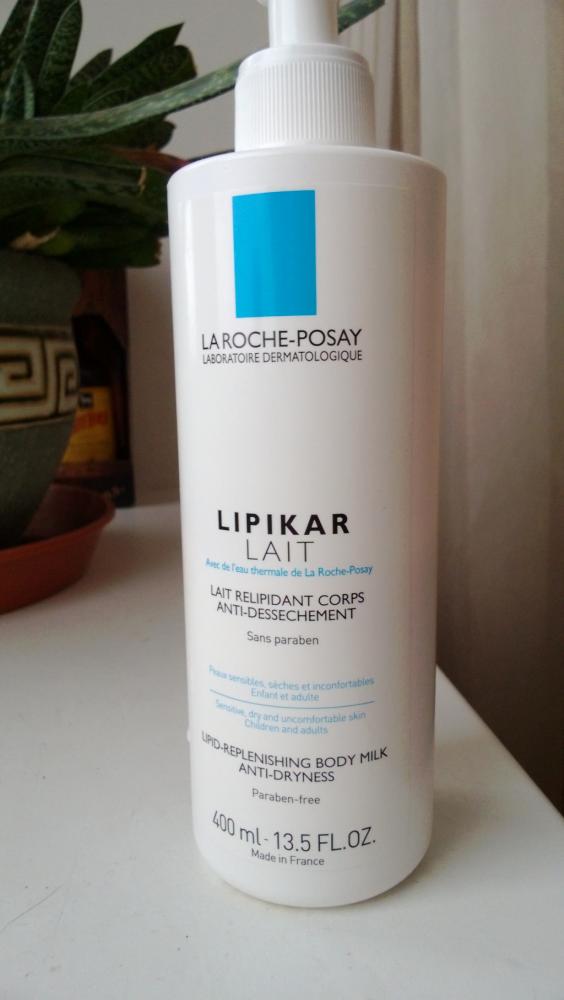 LA ROCHE-POSAY
LABORATOIRE DERMATOLOGIQUE
LIPIKAR
LAIT
Avec de l'eau thermale de La Roche-Posay
LAIT RELIPIDANT CORPS
ANTI-DESSECHEMENT
Sans paraben
Peaux sensibles, sèches et inconfortables
Enfant et adulte
Sensitive, dry and uncomfortable skin
Children and adults
LIPID-REPLENISHING BODY MILK
ANTI-DRYNESS
Paraben-free
400 ml - 13.5 FL.OZ.
Made in France